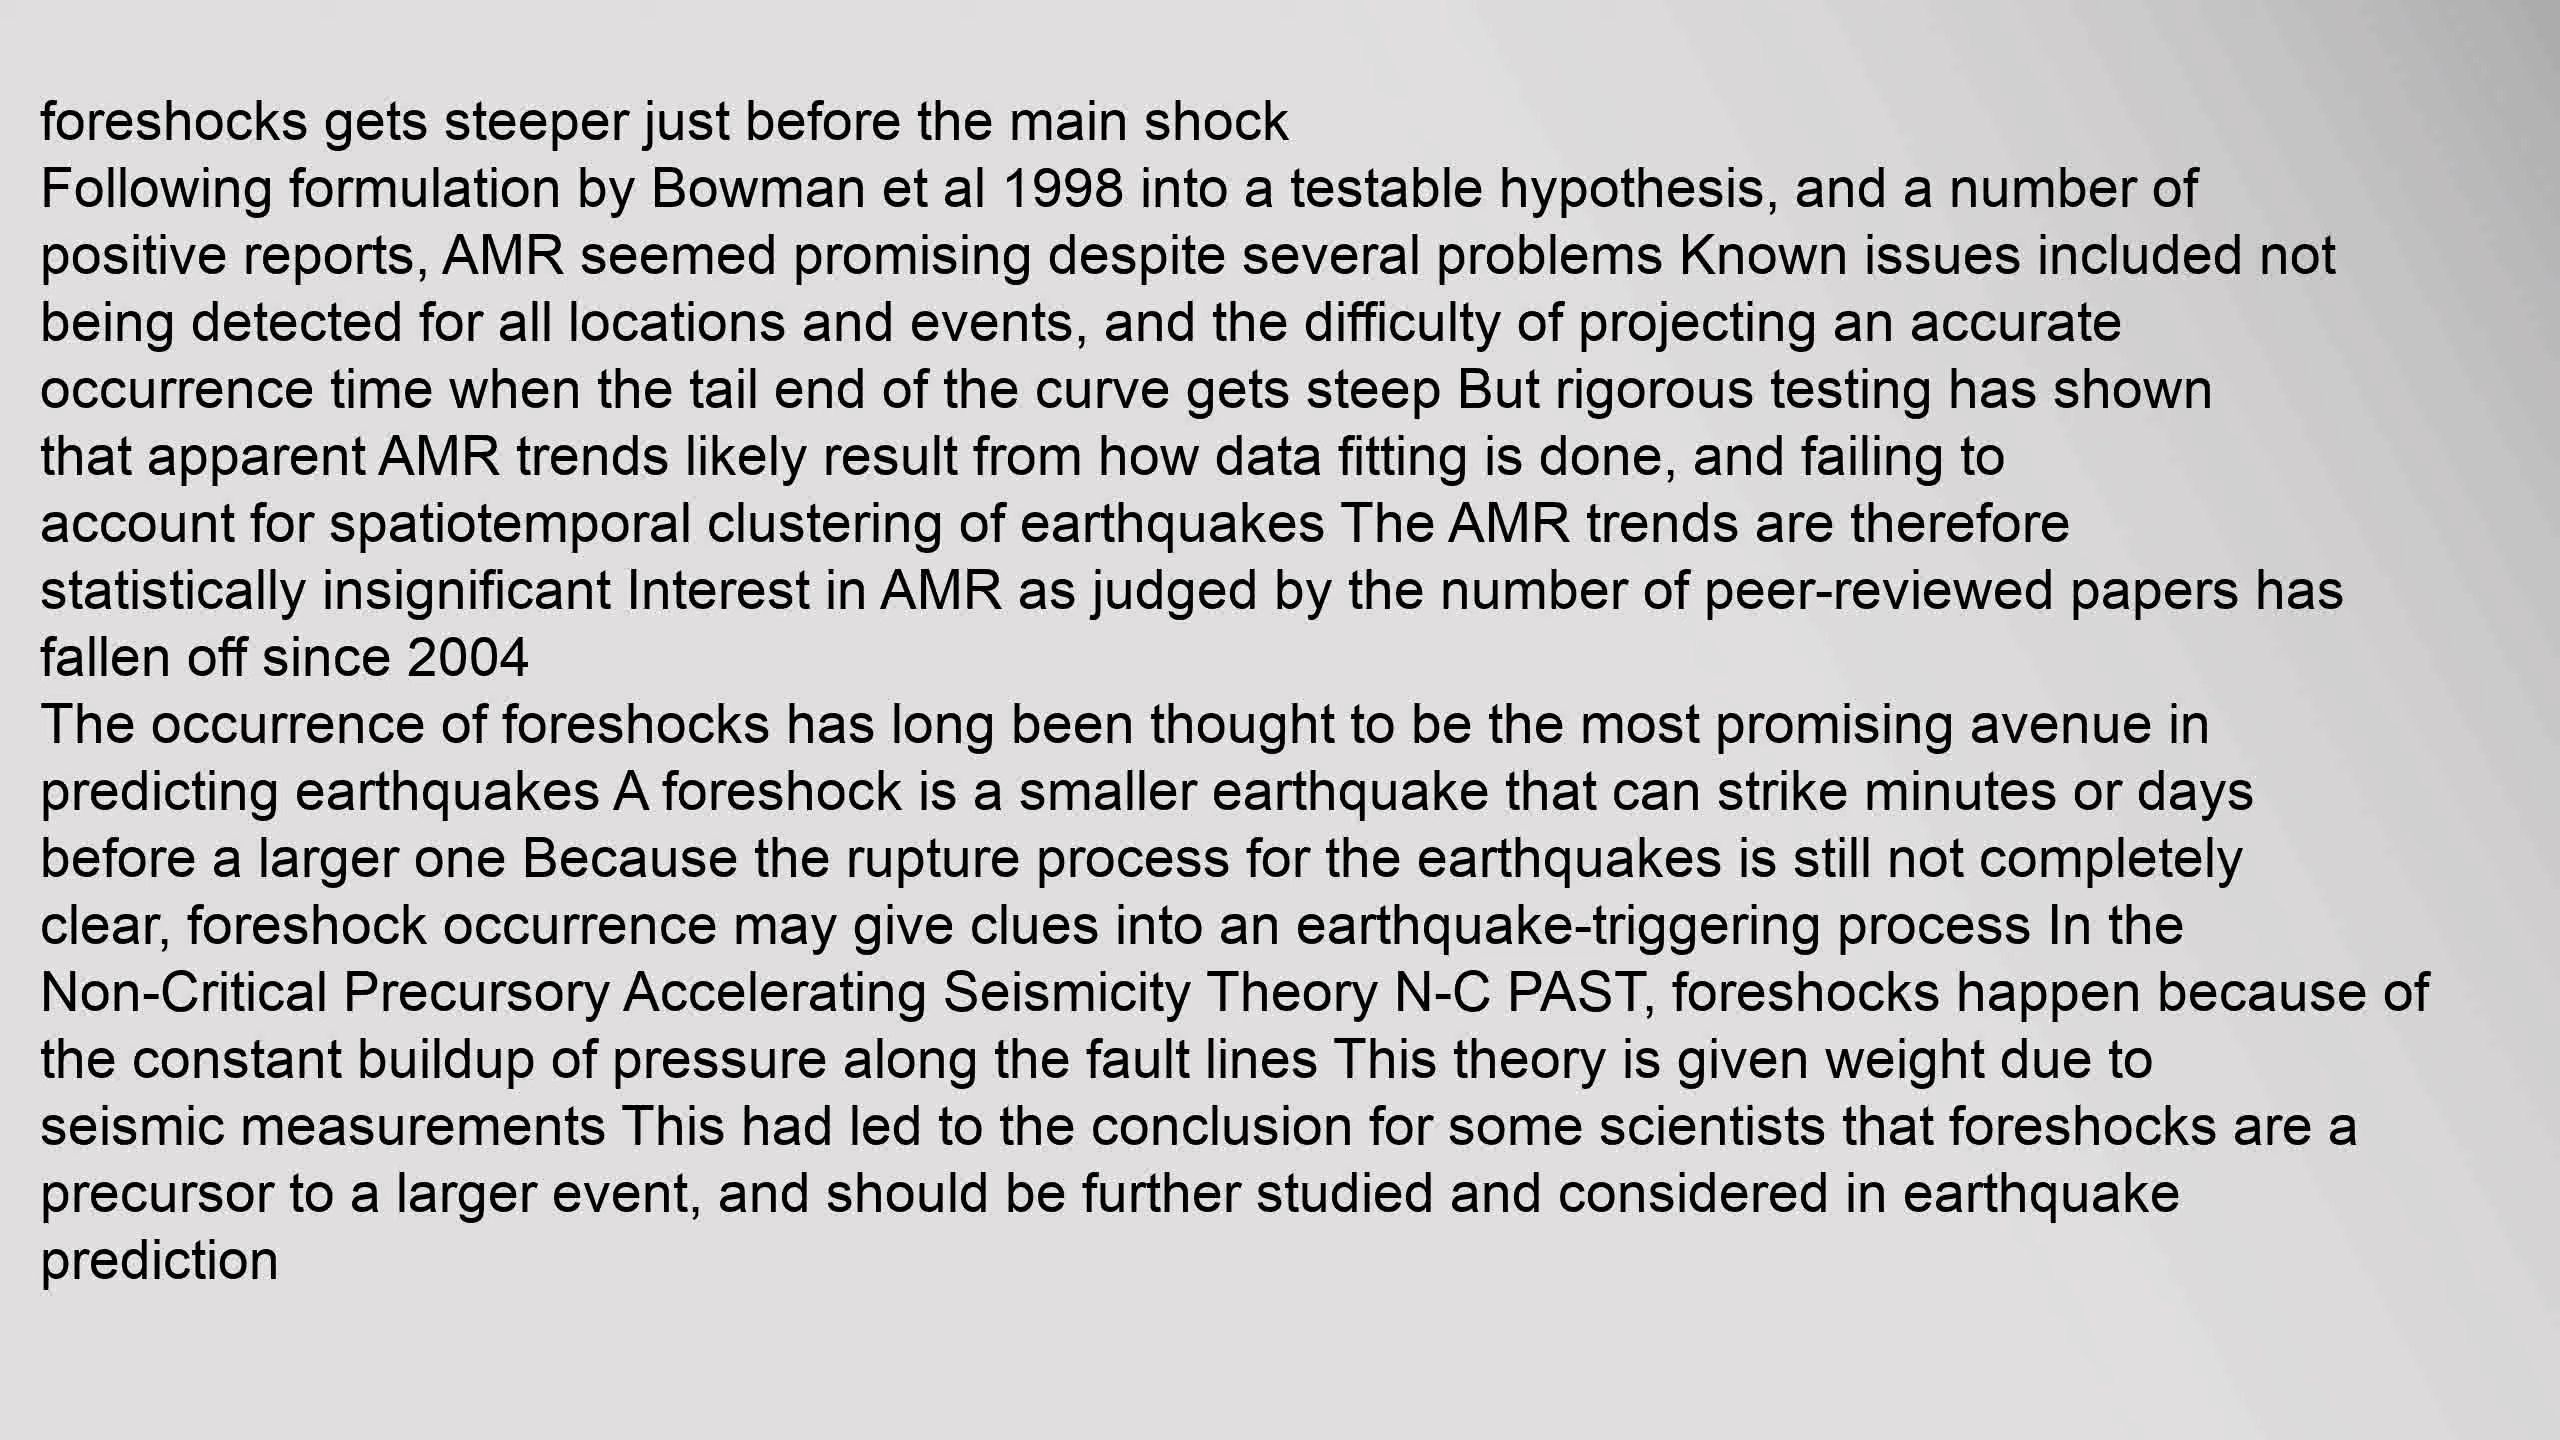 foreshocks gets steeper just before the main shock
Following formulation by Bowman et al 1998 into a testable hypothesis, and a number of
positive reports, AMR seemed promising despite several problems Known issues included not
being detected for all locations and events, and the difficulty of projecting an accurate
occurrence time when the tail end of the curve gets steep But rigorous testing has shown
that apparent AMR trends likely result from how data fitting is done, and failing to
account for spatiotemporal clustering of earthquakes The AMR trends are therefore
statistically insignificant Interest in AMR as judged by the number of peer-reviewed papers has
fallen off since 2004
The occurrence of foreshocks has long been thought to be the most promising avenue in
predicting earthquakes A foreshock is a smaller earthquake that can strike minutes or days
before a larger one Because the rupture process for the earthquakes is still not completely
clear, foreshock occurrence may give clues into an earthquake-triggering process In the
Non-Critical Precursory Accelerating Seismicity Theory N-C PAST, foreshocks happen because of
the constant buildup of pressure along the fault lines This theory is given weight due to
seismic measurements This had led to the conclusion for some scientists that foreshocks are a
precursor to a larger event, and should be further studied and considered in earthquake
prediction